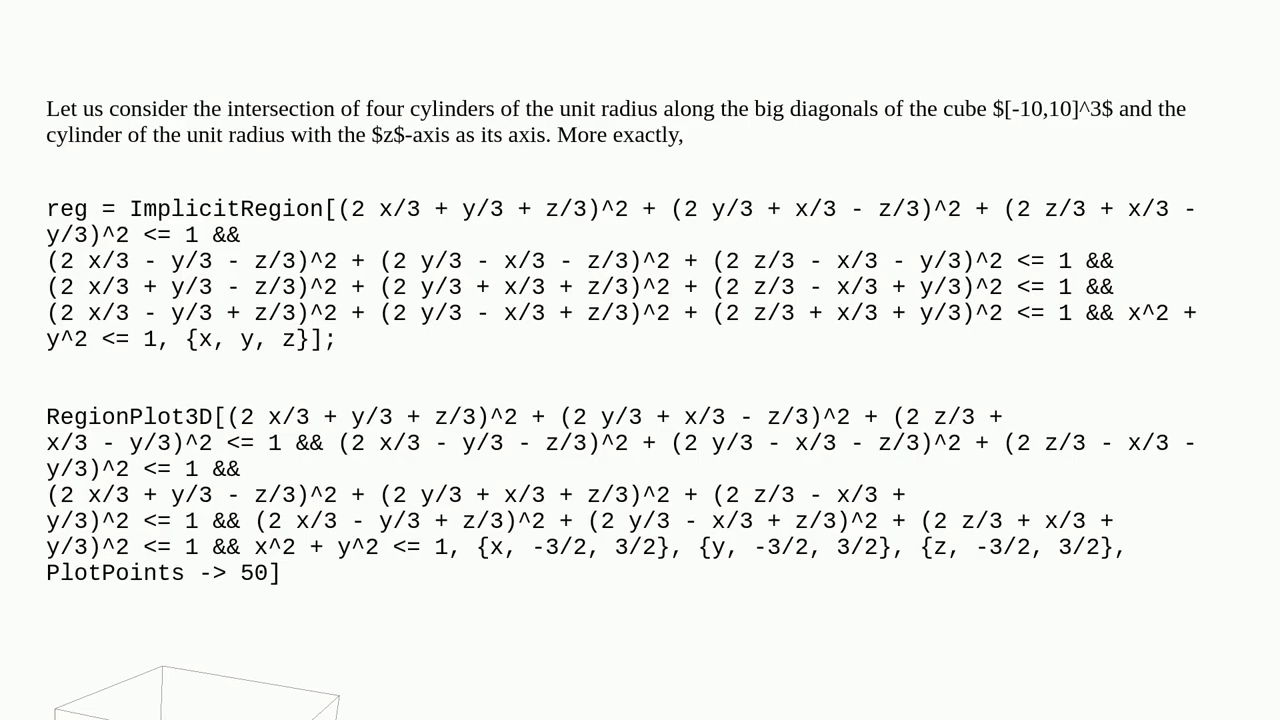 Let us consider the intersection of four cylinders of the unit radius along the big diagonals of the cube $[-10,10]^3$ and the
cylinder of the unit radius with the $z$-axis as its axis. More exactly,
reg = ImplicitRegion[(2 x/3 + y/3 + z/3)^2 + (2 y/3 + x/3 - z/3)^2 + (2 z/3 + x/3 -
y/3)^2 <= 1 &&
(2 x/3 - y/3 - z/3)^2 + (2 y/3 - x/3 - z/3)^2 + (2 z/3 - x/3 - y/3)^2 <= 1 &&
(2 x/3 + y/3 - z/3)^2 + (2 y/3 + x/3 + z/3)^2 + (2 z/3 - x/3 + y/3)^2 <= 1 &&
(2 x/3 - y/3 + z/3)^2 + (2 y/3 - x/3 + z/3)^2 + (2 z/3 + x/3 + y/3)^2 <= 1 && x^2 +
y^2 <= 1, {x, y, z}];
RegionPlot3D[(2 x/3 + y/3 + z/3)^2 + (2 y/3 + x/3 - z/3)^2 + (2 z/3 +
x/3 - y/3)^2 <= 1 && (2 x/3 - y/3 - z/3)^2 + (2 y/3 - x/3 - z/3)^2 + (2 z/3 - x/3 -
y/3)^2 <= 1 &&
(2 x/3 + y/3 - z/3)^2 + (2 y/3 + x/3 + z/3)^2 + (2 z/3 - x/3 +
y/3)^2 <= 1 && (2 x/3 - y/3 + z/3)^2 + (2 y/3 - x/3 + z/3)^2 + (2 z/3 + x/3 +
y/3)^2 <= 1 && x^2 + y^2 <= 1, {x, -3/2, 3/2}, {y, -3/2, 3/2}, {z, -3/2, 3/2},
PlotPoints -> 50]